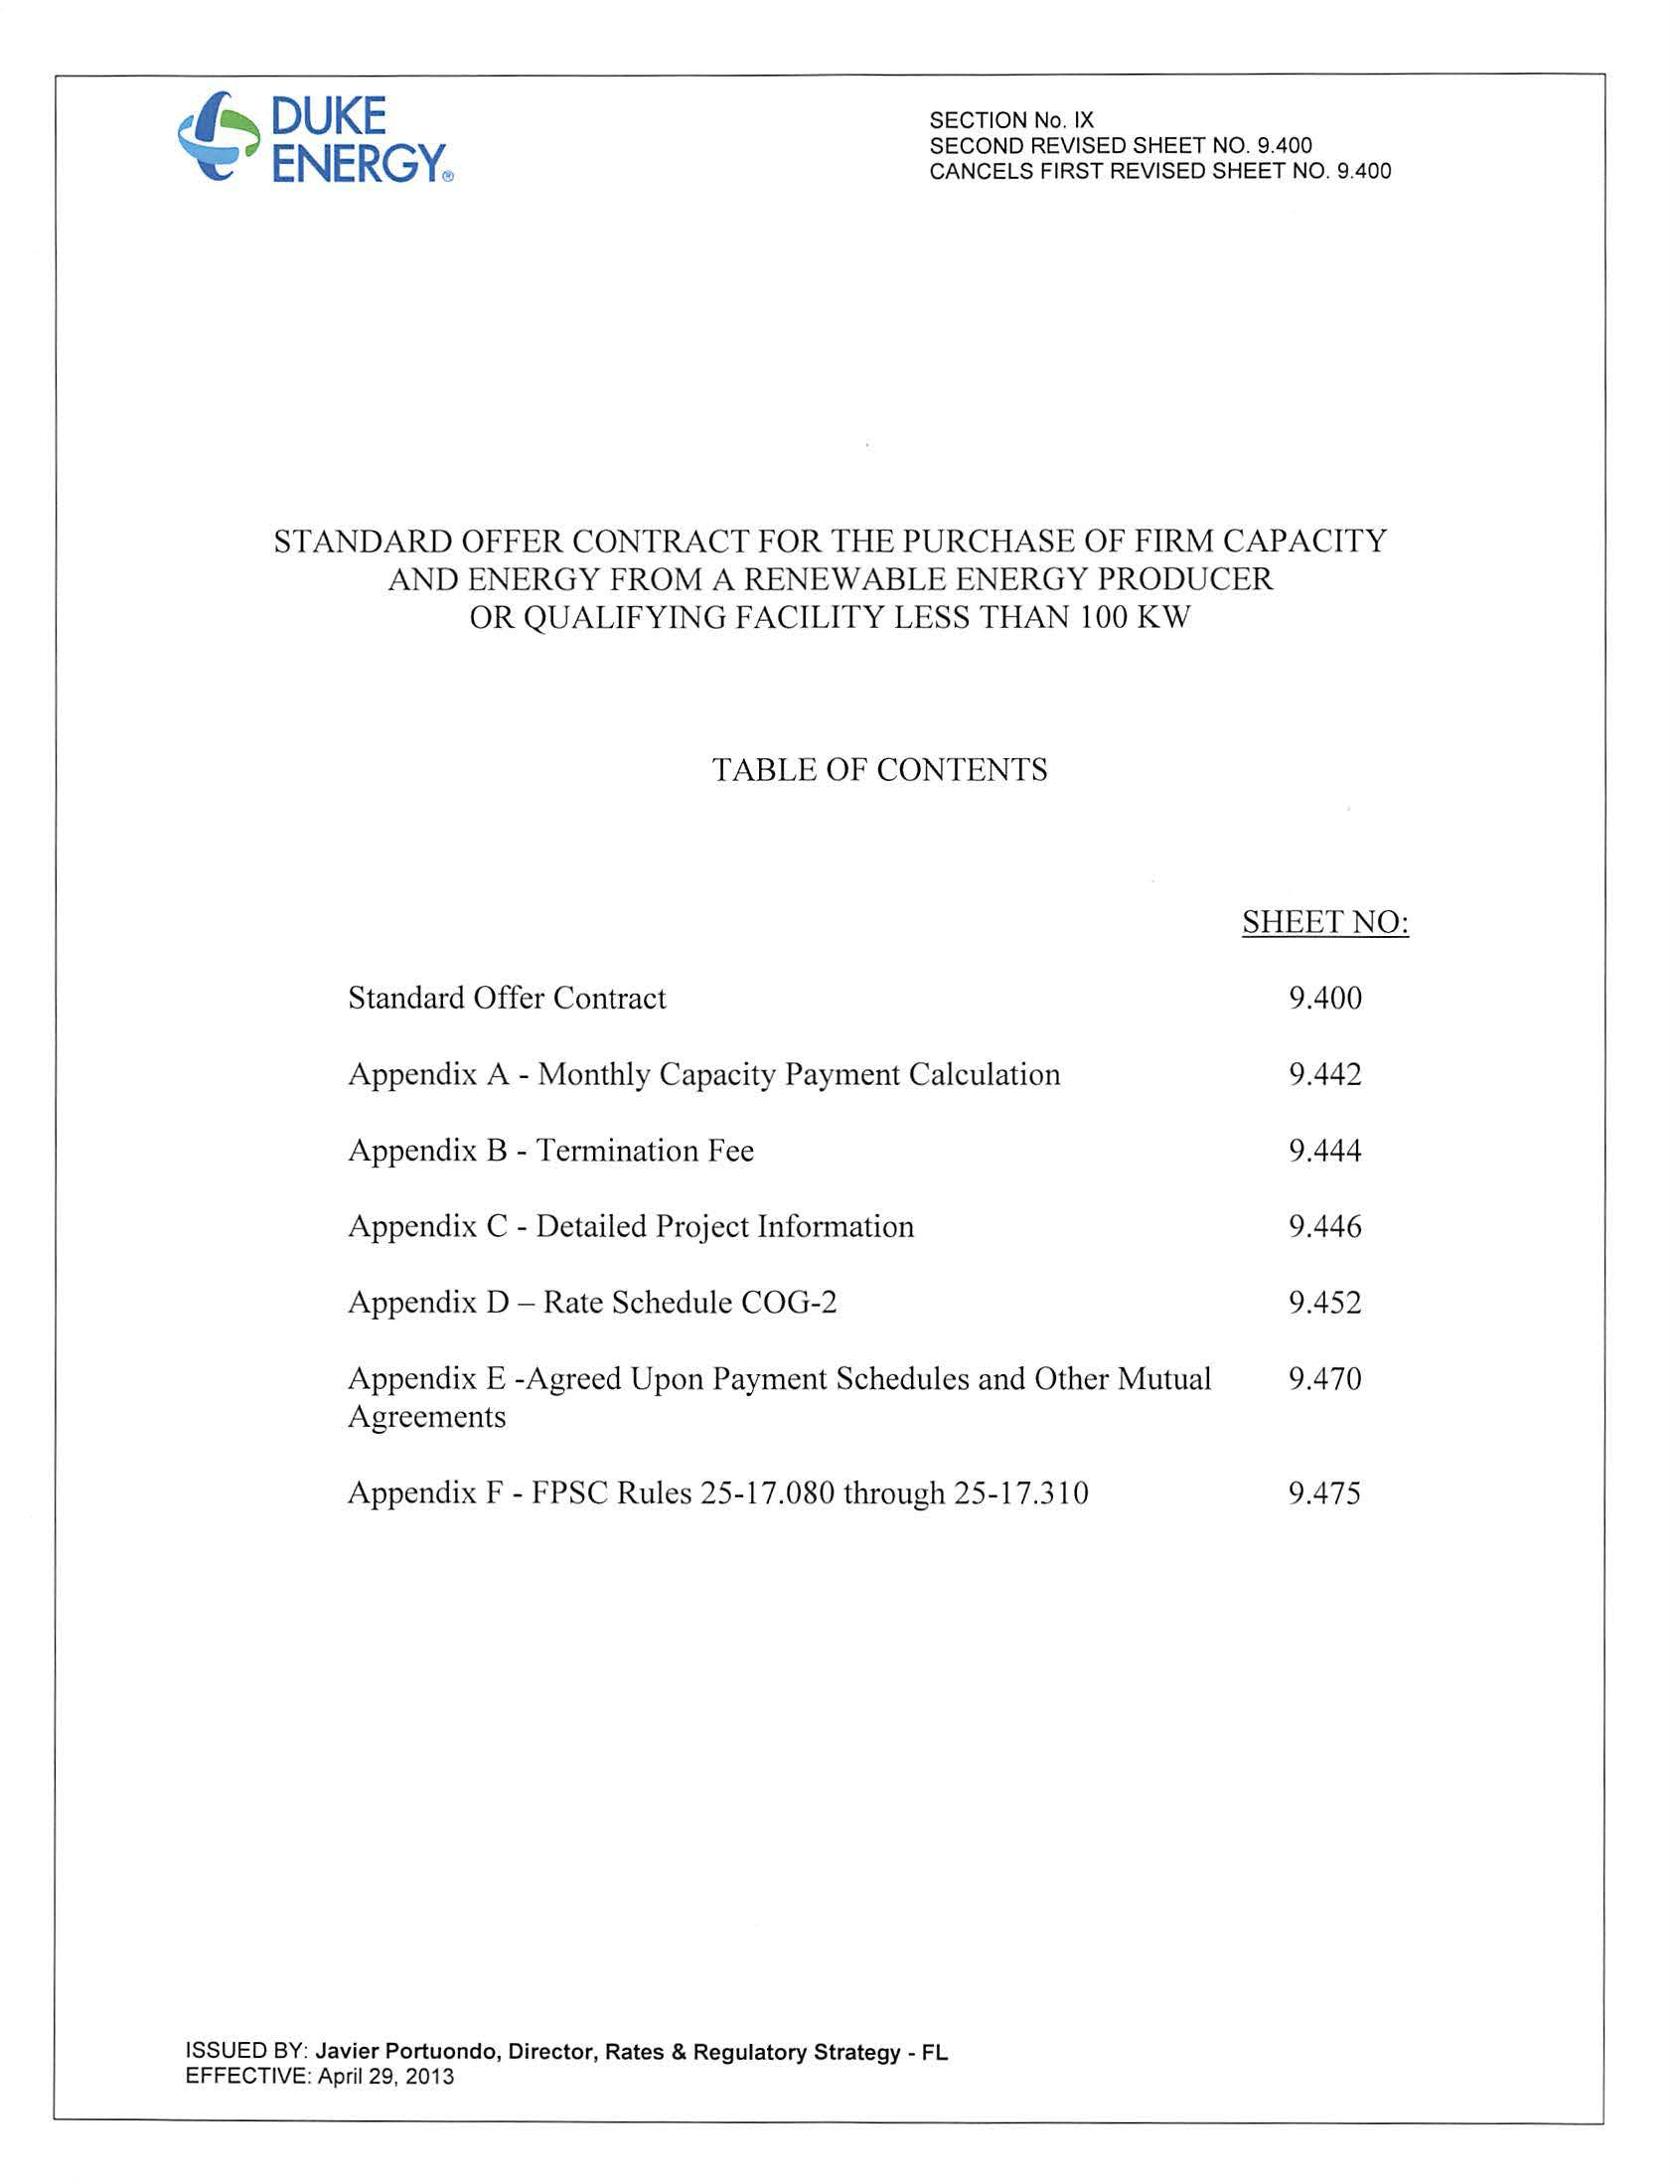 DUKE
ENERGY®
SECTION No. IX
SECOND REVISED SHEET NO. 9.400
CANCELS FIRST REVISED SHEET NO. 9.400
STANDARD OFFER CONTRACT FOR THE PURCHASE OF FIRM CAPACITY
AND ENERGY FROM A RENEWABLE ENERGY PRODUCER
OR QUALIFYING FACILITY LESS THAN 100 KW
TABLE OF CONTENTS
SHEET NO:
Standard Offer Contract 9.400
Appendix A - Monthly Capacity Payment Calculation 9.442
Appendix B - Termination Fee 9.444
Appendix C - Detailed Project Information 9.446
Appendix D – Rate Schedule COG-2 9.452
Appendix E -Agreed Upon Payment Schedules and Other Mutual 9.470
Agreements
Appendix F - FPSC Rules 25-17.080 through 25-17.310 9.475
ISSUED BY: Javier Portuondo, Director, Rates & Regulatory Strategy - FL
EFFECTIVE: April 29, 2013